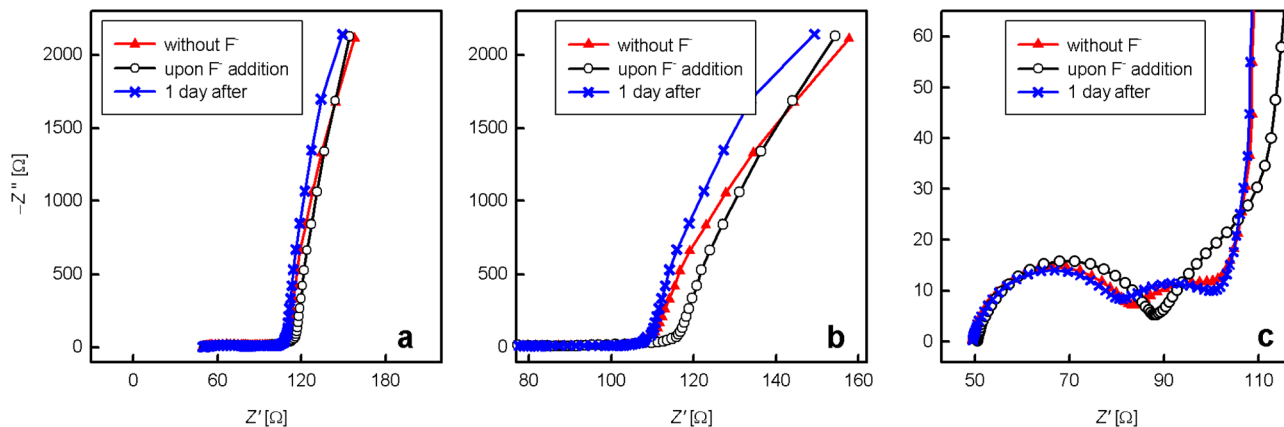 without F⁻
upon F⁻ addition
1 day after
2000
1500
1000
500
0
−Z'' [Ω]
0
60
120
180
Z' [Ω]
a
without F⁻
upon F⁻ addition
1 day after
2000
1500
1000
500
0
80
100
120
140
160
Z' [Ω]
b
without F⁻
upon F⁻ addition
1 day after
60
50
40
30
20
10
0
50
70
90
110
Z' [Ω]
c